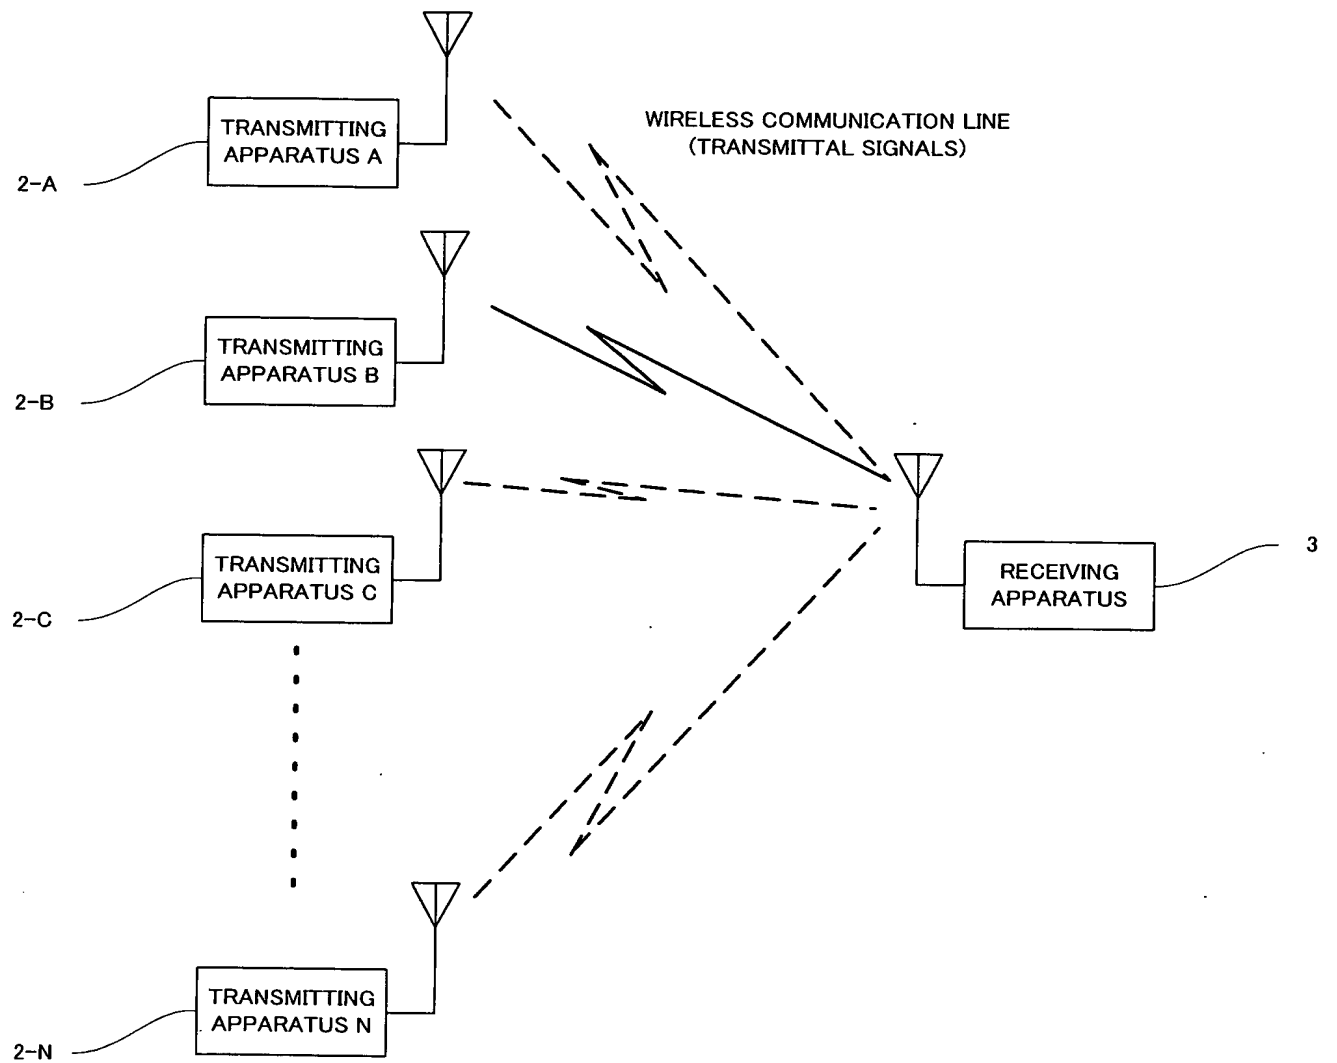 TRANSMITTING
APPARATUS A
2-A
WIRELESS COMMUNICATION LINE
(TRANSMITTAL SIGNALS)
TRANSMITTING
APPARATUS B
2-B
TRANSMITTING
APPARATUS C
2-C
RECEIVING
APPARATUS
3
TRANSMITTING
APPARATUS N
2-N